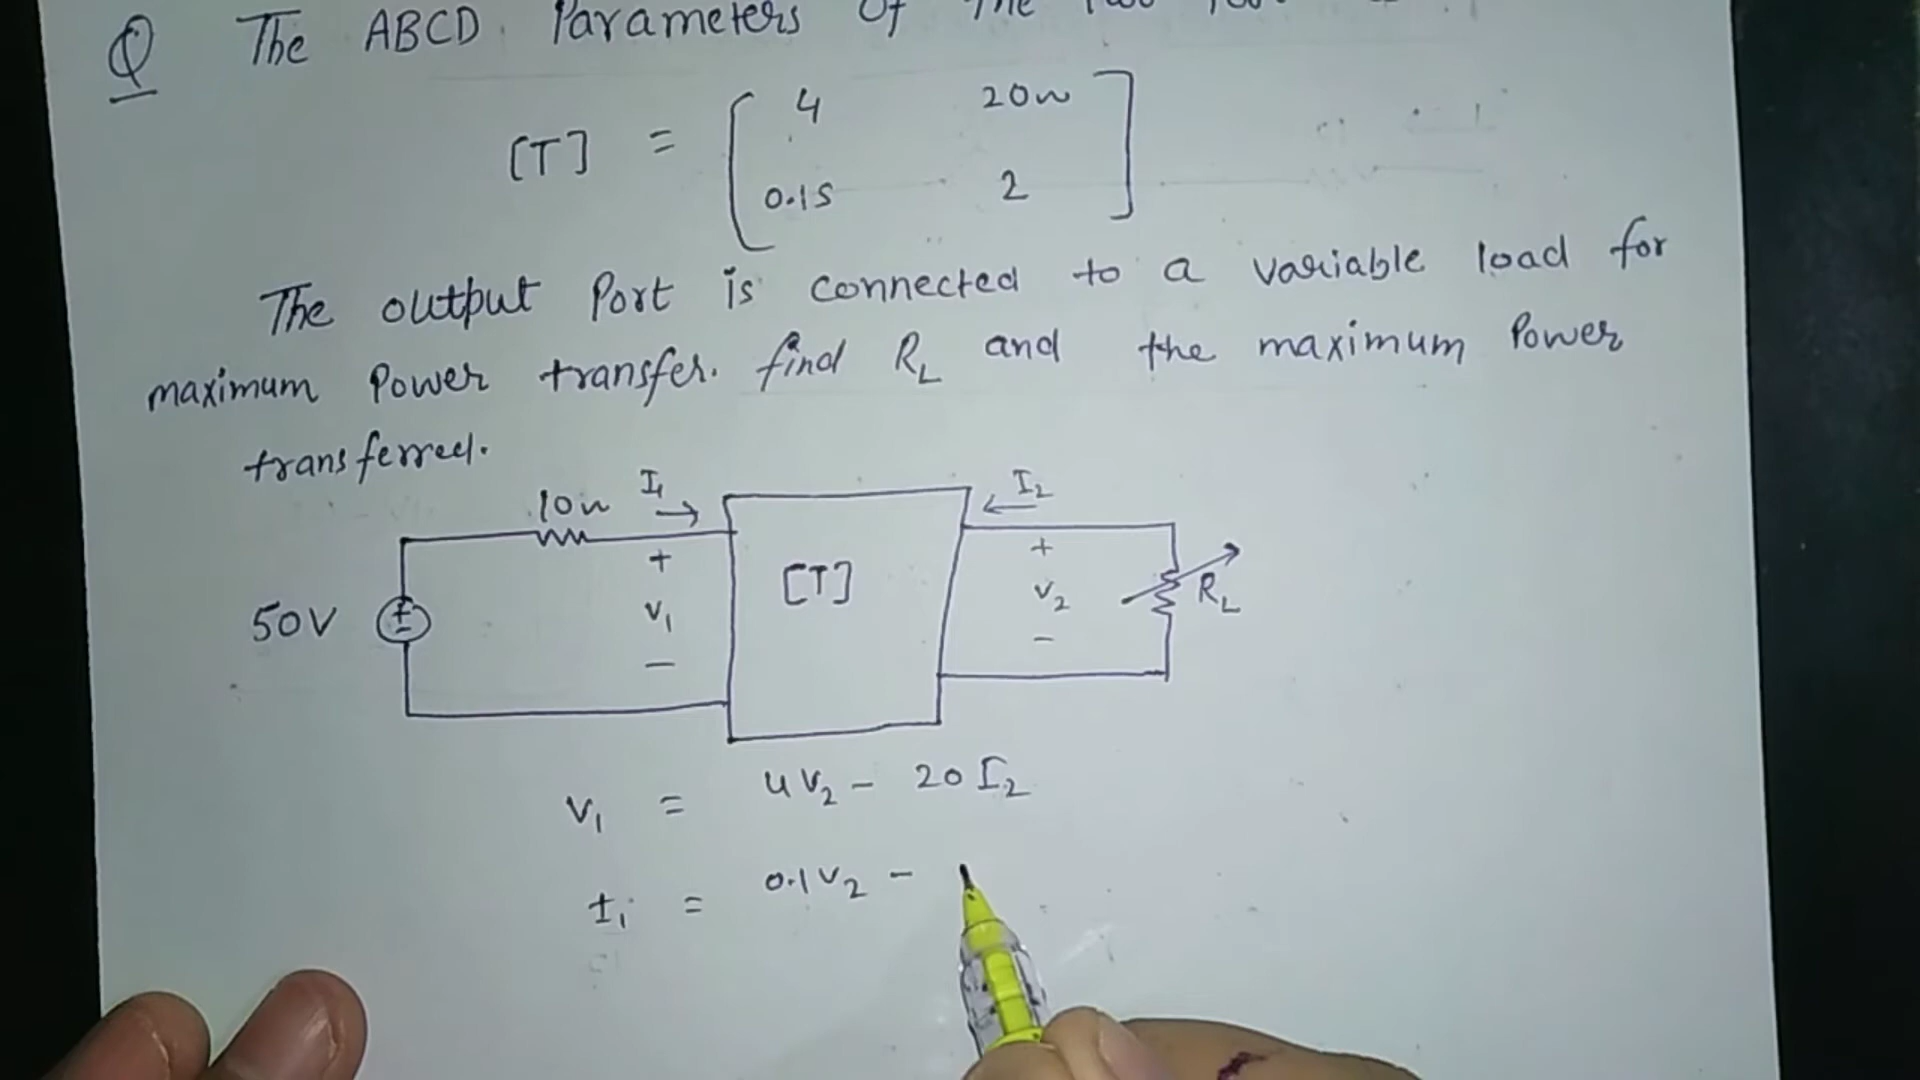 Q The ABCD Parameters Of The
[T] = [ 4 20Ω
0.1S 2 ]
The output Port is connected to a variable load for
maximum Power transfer. find RL and the maximum Power
transferred.
10Ω I1 I2
50V + V1 − [T] + V2 − RL
V1 = 4V2 − 20I2
I1 = 0.1V2 −